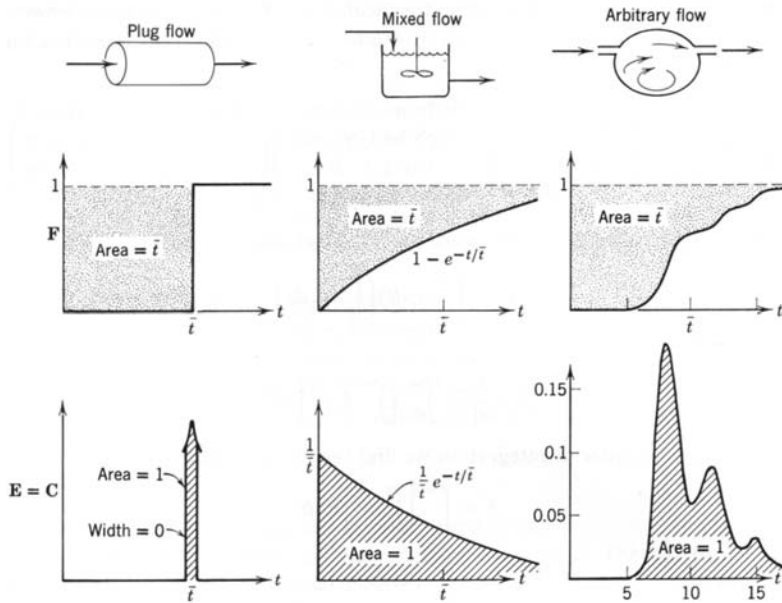 Plug flow
Mixed flow
Arbitrary flow
1
F
Area = t̄
t̄
t
1
Area = t̄
1 − e^{−t/t̄}
t̄
t
1
Area = t̄
t̄
t
E = C
Area = 1
Width = 0
t̄
t
1/t̄
1/t̄ e^{−t/t̄}
Area = 1
t̄
t
0.15
0.1
0.05
Area = 1
5
10
15
t